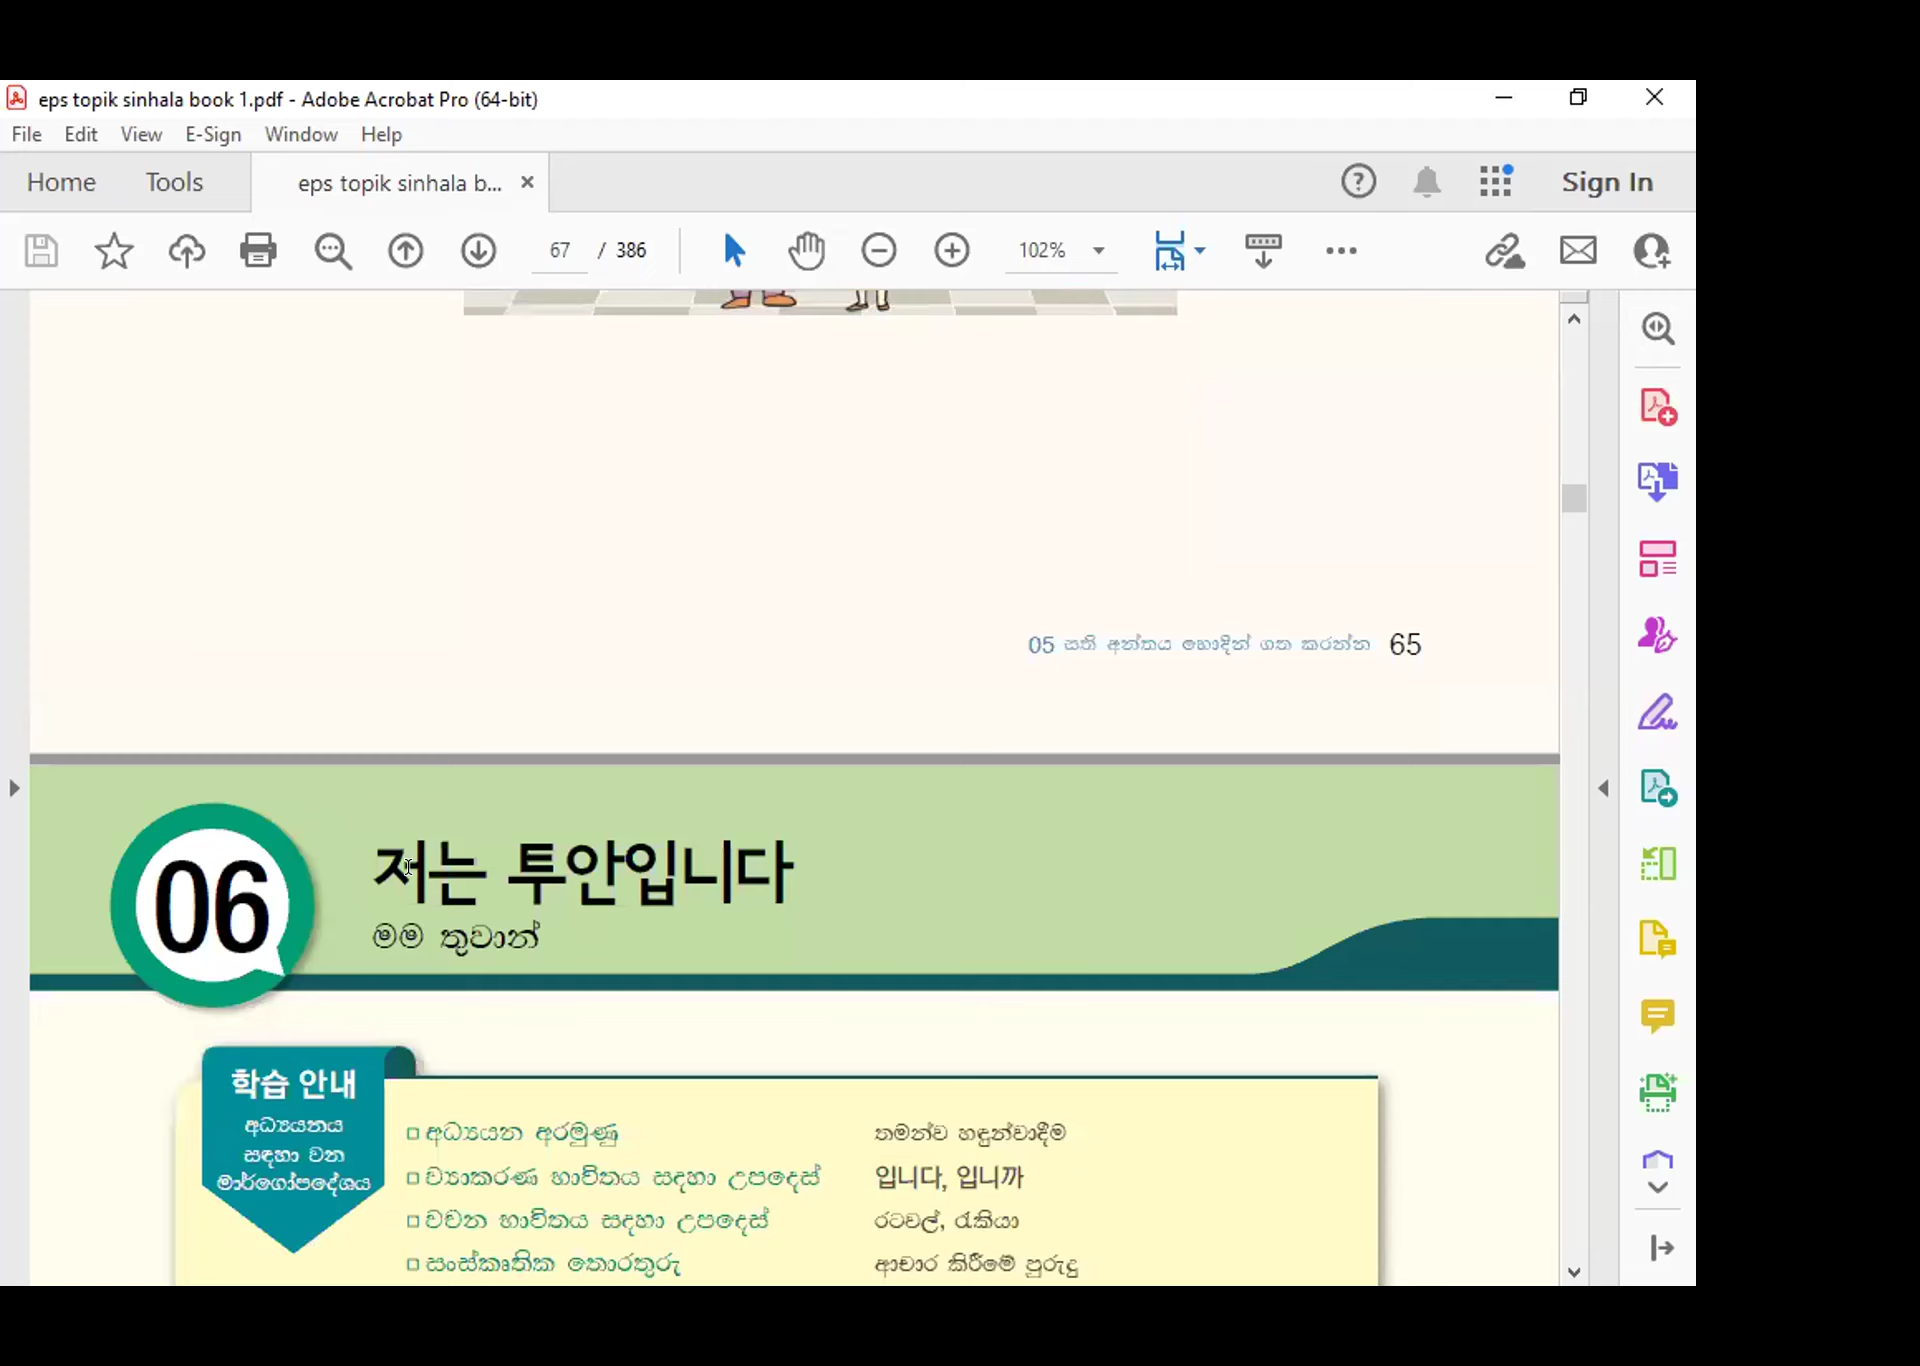 eps topik sinhala book 1.pdf - Adobe Acrobat Pro (64-bit)
File Edit View E-Sign Window Help
Home Tools eps topik sinhala b... Sign In
67 / 386 102%
05 සති අන්තය හොදින් ගත කරන්න 65
06
저는 투안입니다
මම තුවාන්
학습 안내
අධ්‍යයනය
සඳහා වන
මාර්ගෝපදේශය
අධ්‍යයන අරමුණු තමන්ව හඳුන්වාදීම
ව්‍යාකරණ භාවිතය සදහා උපදෙස් 입니다, 입니까
වචන භාවිතය සදහා උපදෙස් රටවල්, රැකියා
සංස්කෘතික තොරතුරු ආචාර කිරීමේ පුරුදු